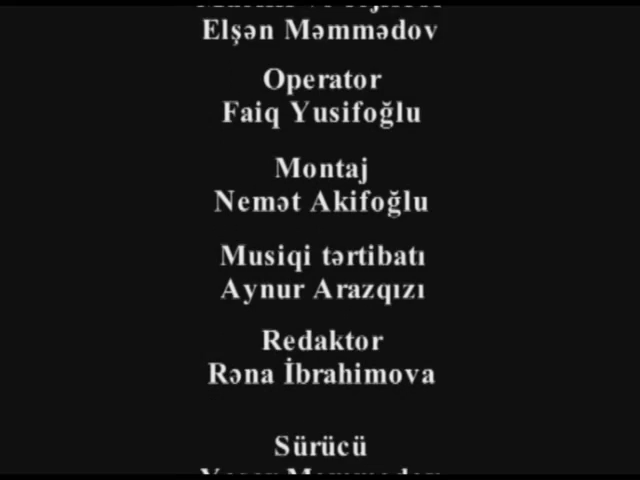 Elşən Məmmədov
Operator
Faiq Yusifoğlu
Montaj
Nemət Akifoğlu
Musiqi tərtibatı
Aynur Arazqızı
Redaktor
Rəna İbrahimova
Sürücü